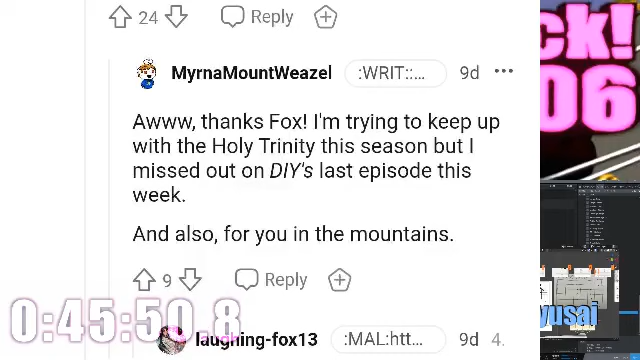 24
MyrnaMountWeazel :WRIT::... 9d ...
Awww, thanks Fox! I'm trying to keep up
with the Holy Trinity this season but I
missed out on DIY's last episode this
week.
And also, for you in the mountains.
9 Reply
0:45:50.8
laughing-fox13 :MAL:htt... 9d 4.
ck!
06
yusai